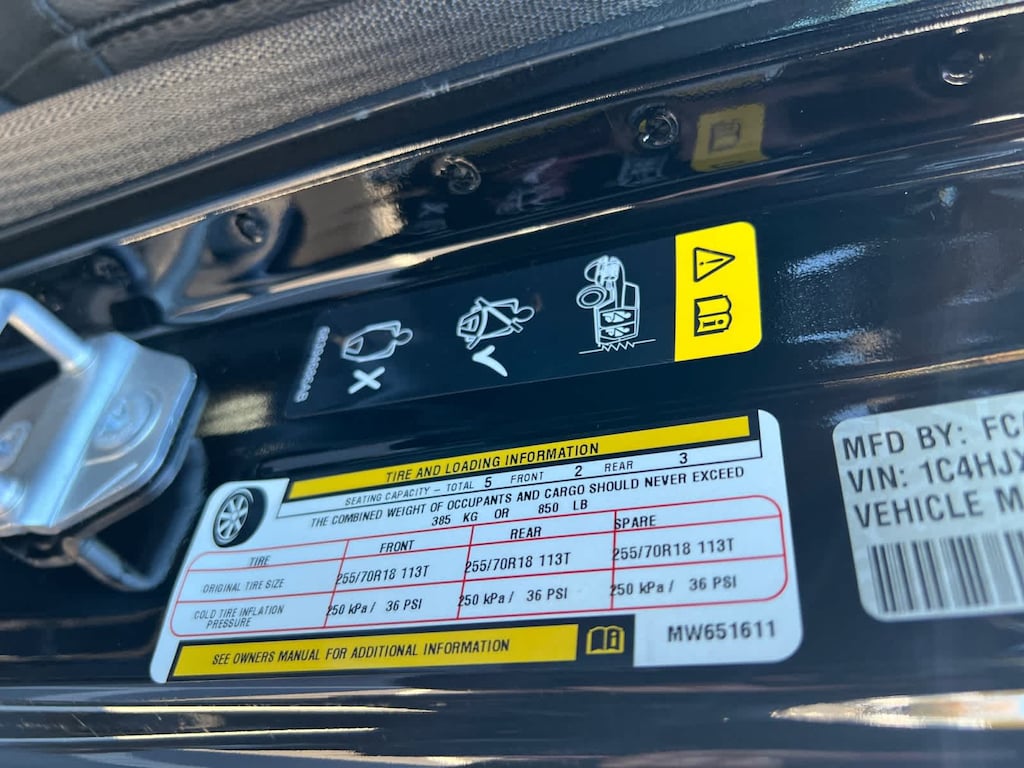 TIRE AND LOADING INFORMATION
SEATING CAPACITY – TOTAL 5 FRONT 2 REAR 3
THE COMBINED WEIGHT OF OCCUPANTS AND CARGO SHOULD NEVER EXCEED
385 KG OR 850 LB
TIRE FRONT REAR SPARE
ORIGINAL TIRE SIZE 255/70R18 113T 255/70R18 113T 255/70R18 113T
COLD TIRE INFLATION PRESSURE 250 kPa / 36 PSI 250 kPa / 36 PSI 250 kPa / 36 PSI
SEE OWNERS MANUAL FOR ADDITIONAL INFORMATION
MW651611
MFD BY: FC
VIN: 1C4HJX
VEHICLE M